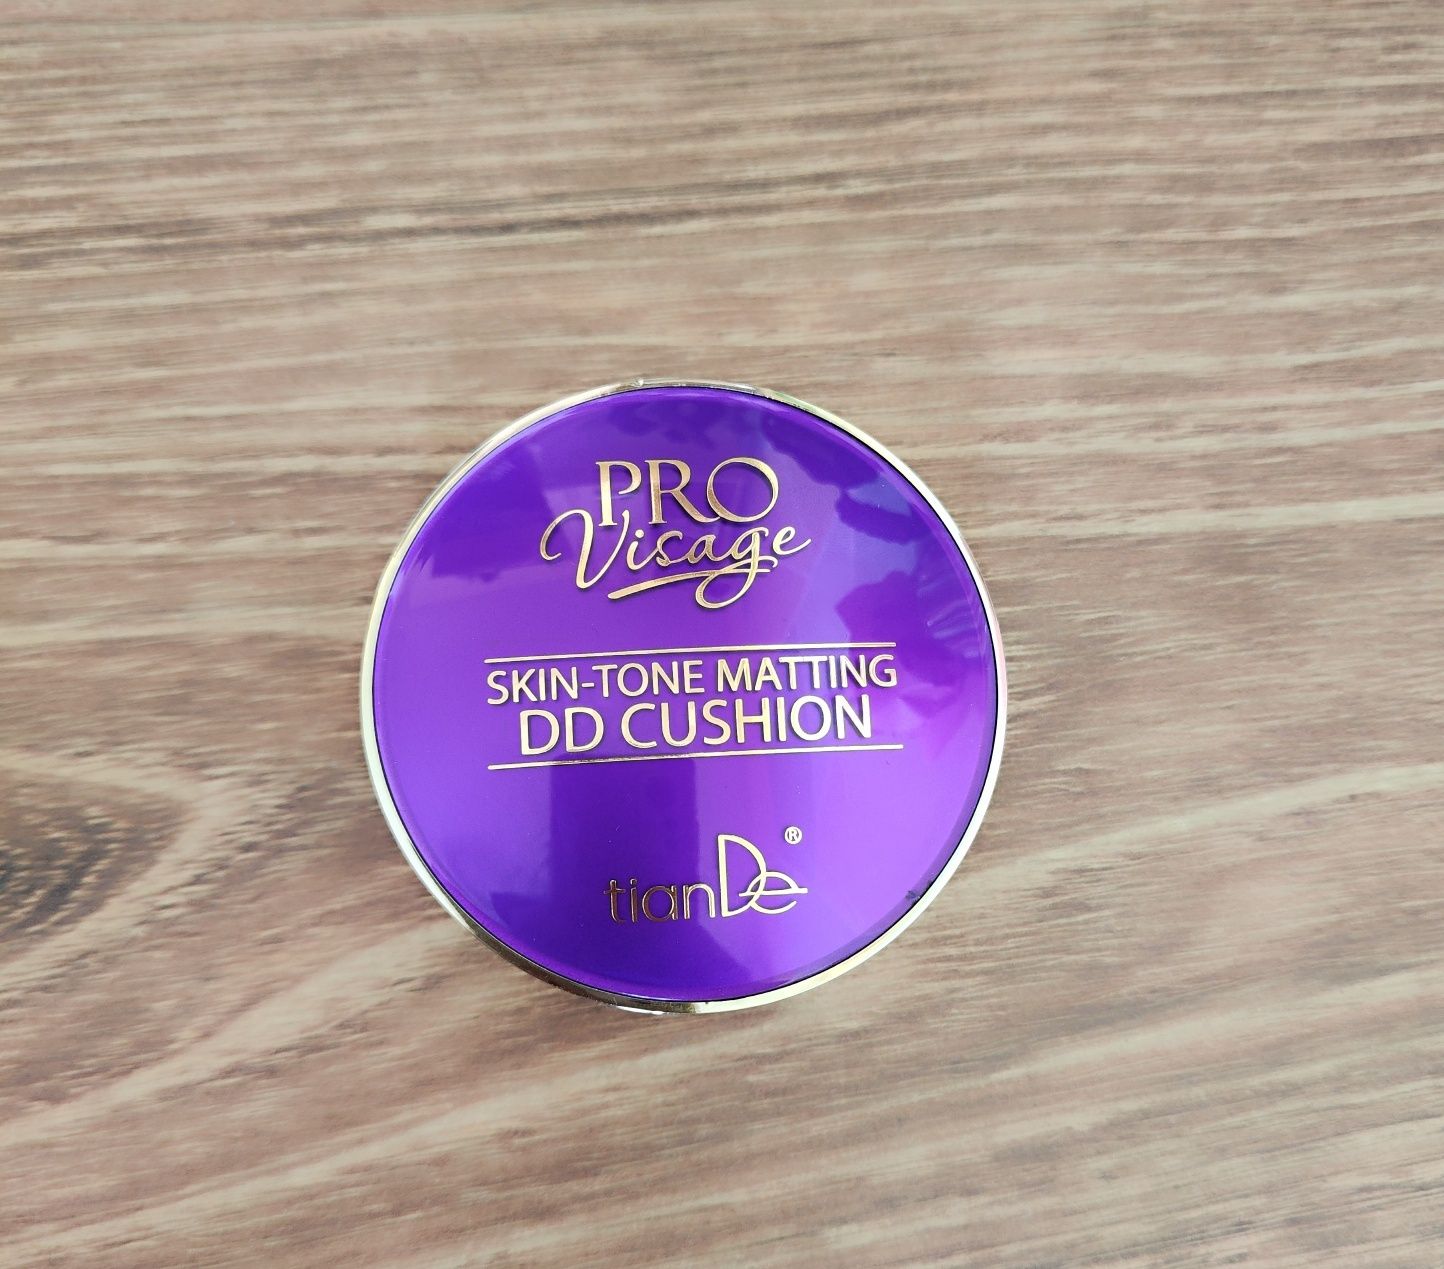 PRO
Visage
SKIN-TONE MATTING
DD CUSHION
tianDe®